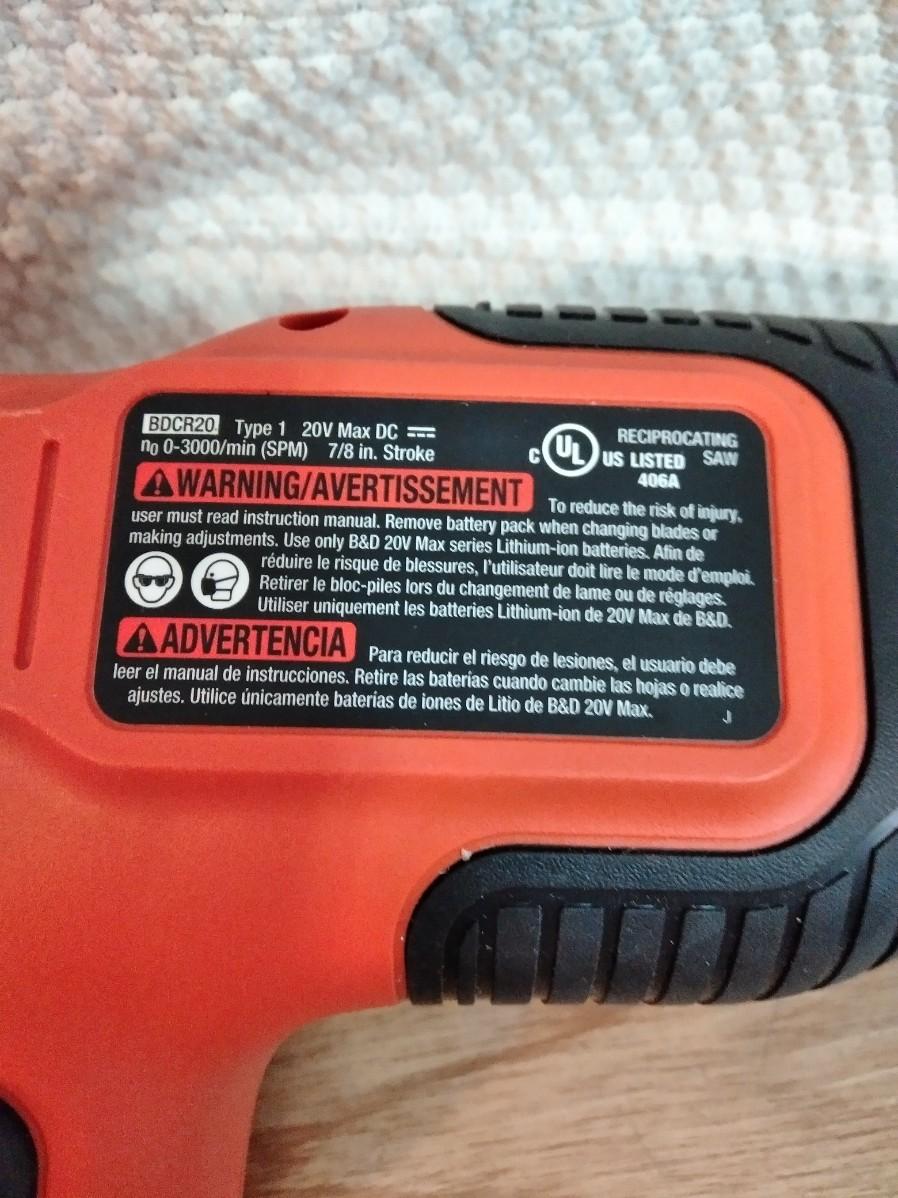 BDCR20 Type 1 20V Max DC
n0 0-3000/min (SPM) 7/8 in. Stroke
C UL US LISTED
406A
RECIPROCATING
SAW
WARNING/AVERTISSEMENT To reduce the risk of injury,
user must read instruction manual. Remove battery pack when changing blades or
making adjustments. Use only B&D 20V Max series Lithium-ion batteries. Afin de
réduire le risque de blessures, l'utilisateur doit lire le mode d'emploi.
Retirer le bloc-piles lors du changement de lame ou de réglages.
Utiliser uniquement les batteries Lithium-ion de 20V Max de B&D.
ADVERTENCIA Para reducir el riesgo de lesiones, el usuario debe
leer el manual de instrucciones. Retire las baterías cuando cambie las hojas o realice
ajustes. Utilice únicamente baterías de iones de Litio de B&D 20V Max.
J